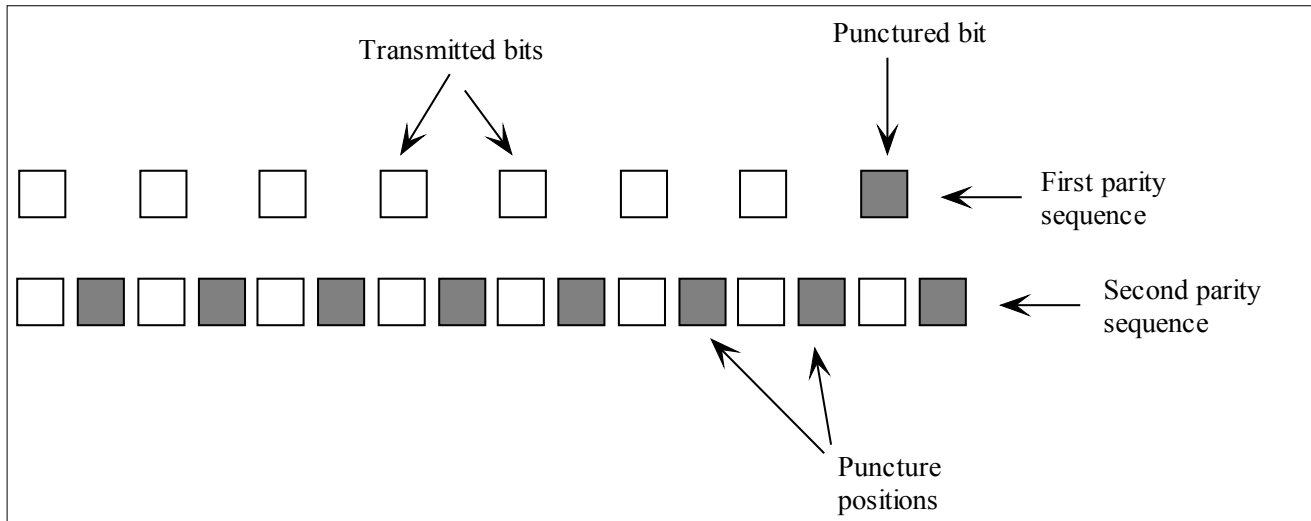 Punctured bit
Transmitted bits
First parity
sequence
Second parity
sequence
Puncture
positions